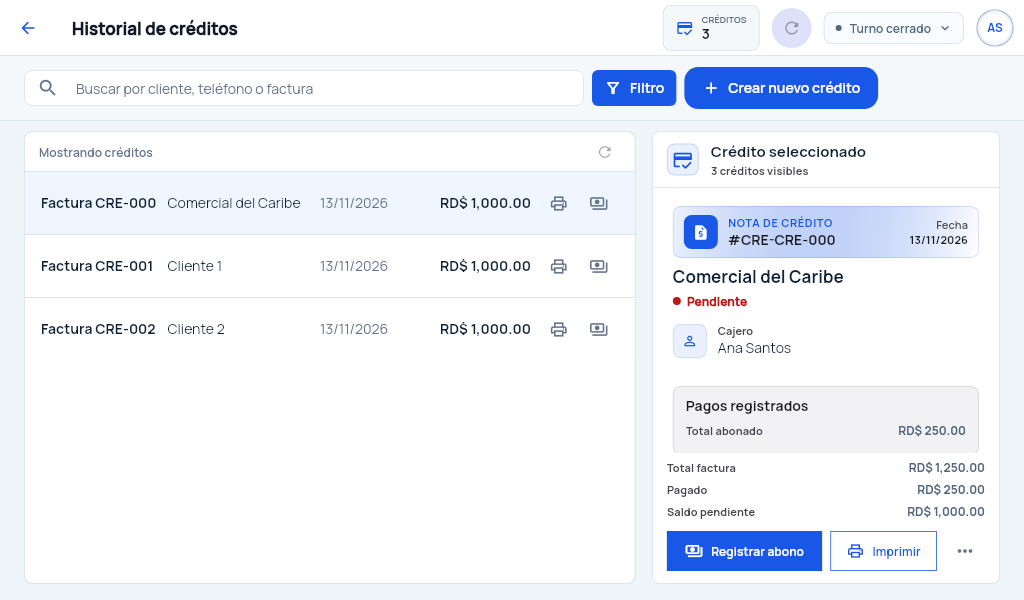 Historial de créditos
CRÉDITOS
3
Turno cerrado
AS
Buscar por cliente, teléfono o factura
Filtro
Crear nuevo crédito
Mostrando créditos
Factura CRE-000 Comercial del Caribe 13/11/2026 RD$ 1,000.00
Factura CRE-001 Cliente 1 13/11/2026 RD$ 1,000.00
Factura CRE-002 Cliente 2 13/11/2026 RD$ 1,000.00
Crédito seleccionado
3 créditos visibles
NOTA DE CRÉDITO
#CRE-CRE-000
Fecha
13/11/2026
Comercial del Caribe
Pendiente
Cajero
Ana Santos
Pagos registrados
Total abonado RD$ 250.00
Total factura RD$ 1,250.00
Pagado RD$ 250.00
Saldo pendiente RD$ 1,000.00
Registrar abono
Imprimir